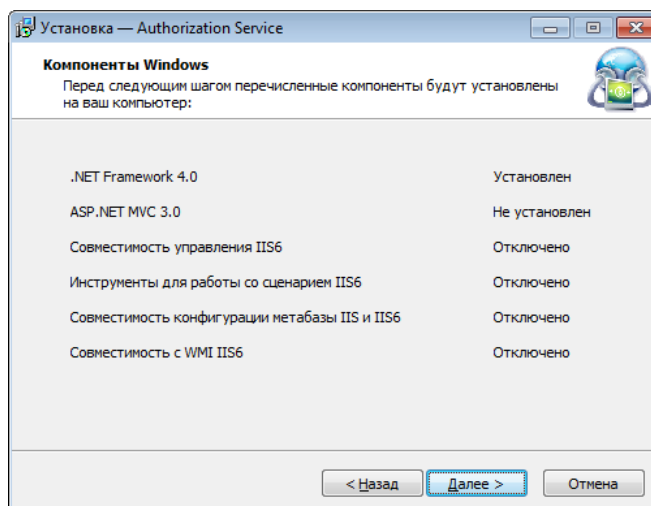 Установка — Authorization Service
Компоненты Windows
Перед следующим шагом перечисленные компоненты будут установлены
на ваш компьютер:
.NET Framework 4.0 Установлен
ASP.NET MVC 3.0 Не установлен
Совместимость управления IIS6 Отключено
Инструменты для работы со сценарием IIS6 Отключено
Совместимость конфигурации метабазы IIS и IIS6 Отключено
Совместимость с WMI IIS6 Отключено
< Назад Далее > Отмена